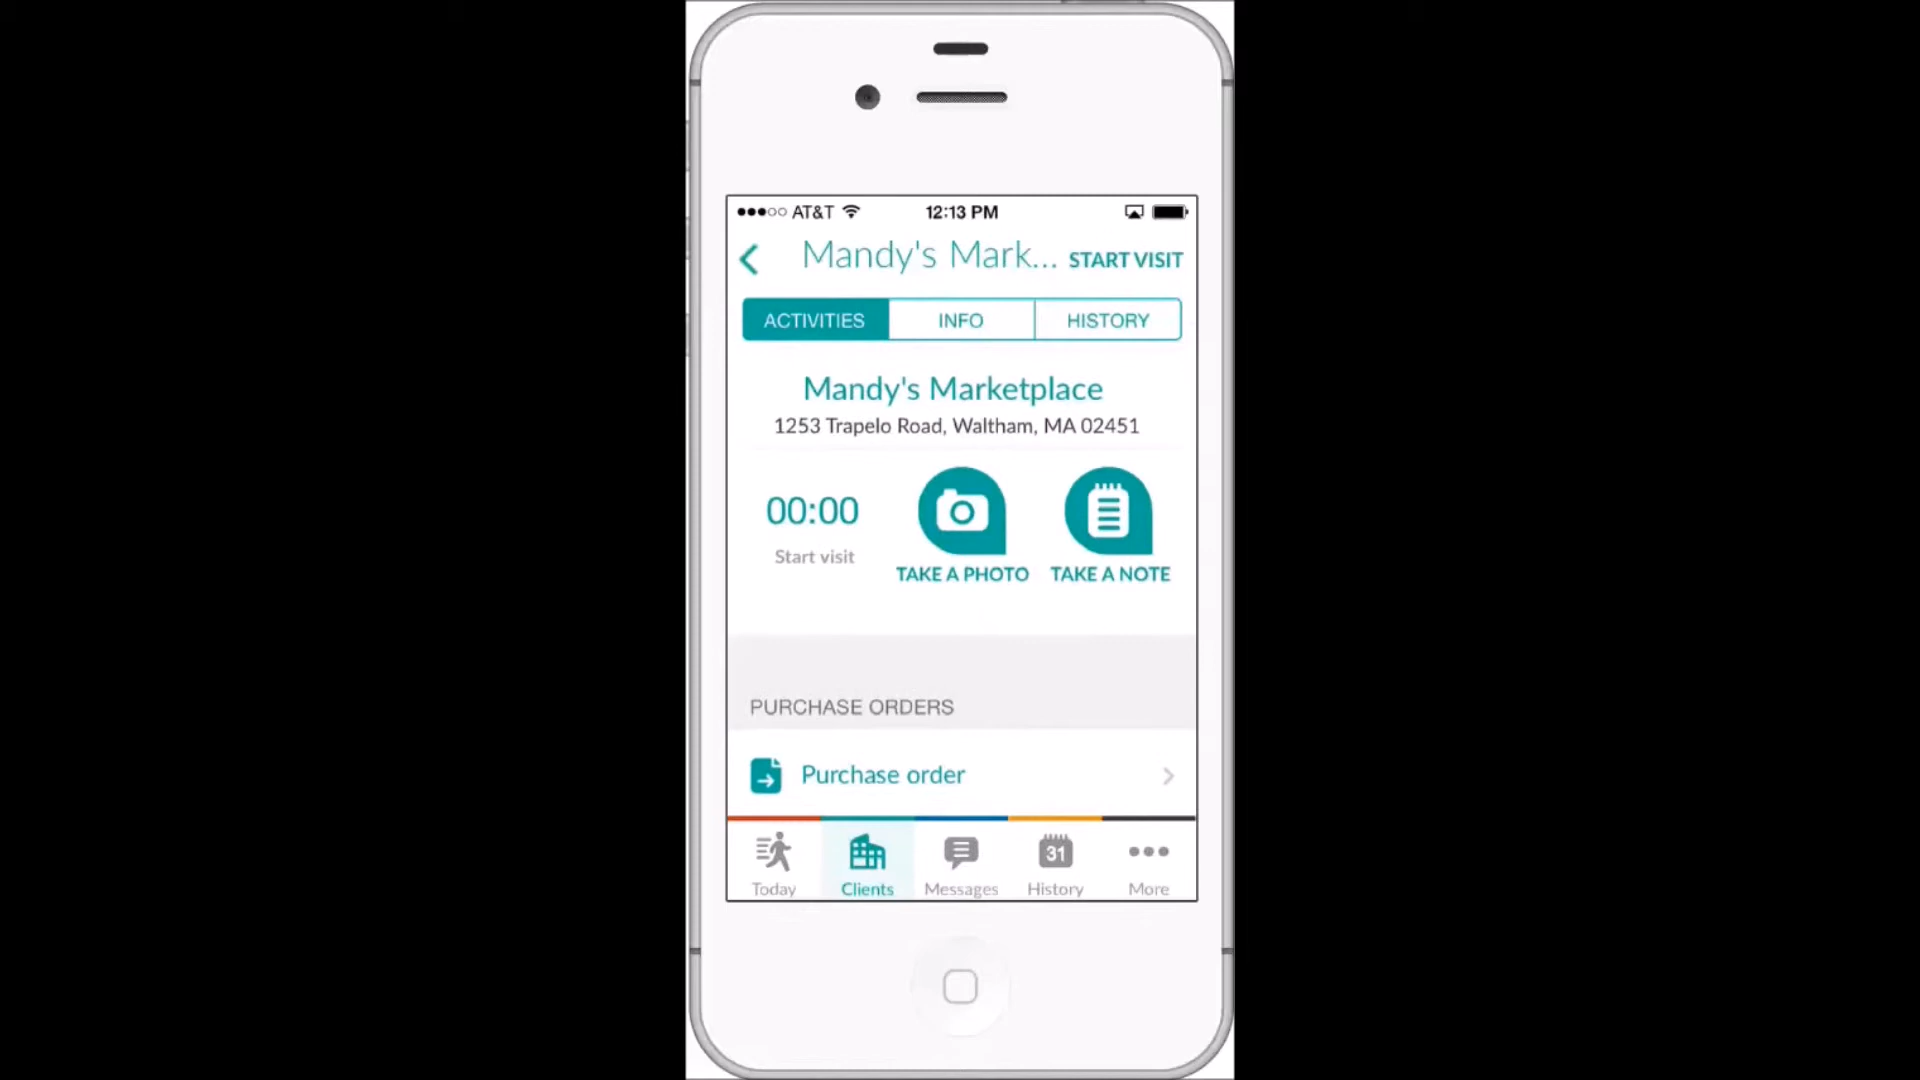 AT&T 12:13 PM
Mandy's Mark... START VISIT
ACTIVITIES INFO HISTORY
Mandy's Marketplace
1253 Trapelo Road, Waltham, MA 02451
00:00
Start visit
TAKE A PHOTO TAKE A NOTE
PURCHASE ORDERS
Purchase order
31
Today Clients Messages History More